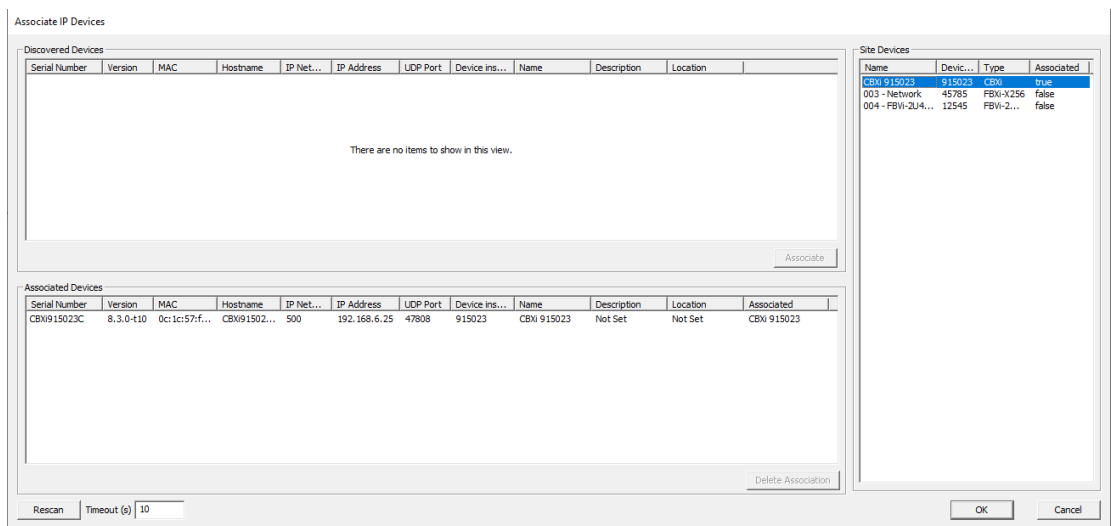 Associate IP Devices
Discovered Devices
Serial Number Version MAC Hostname IP Net... IP Address UDP Port Device ins... Name Description Location
There are no items to show in this view.
Associate
Associated Devices
Serial Number Version MAC Hostname IP Net... IP Address UDP Port Device ins... Name Description Location Associated
CBXi915023C 8.3.0-t10 0c:1c:57:f... CBXi91502... 500 192.168.6.25 47808 915023 CBXi 915023 Not Set Not Set CBXi 915023
Delete Association
Rescan Timeout (s) 10
Site Devices
Name Devic... Type Associated
CBXi 915023 915023 CBXi true
003 - Network 45785 FBXi-X256 false
004 - FBVi-2U4... 12545 FBVi-2... false
OK Cancel